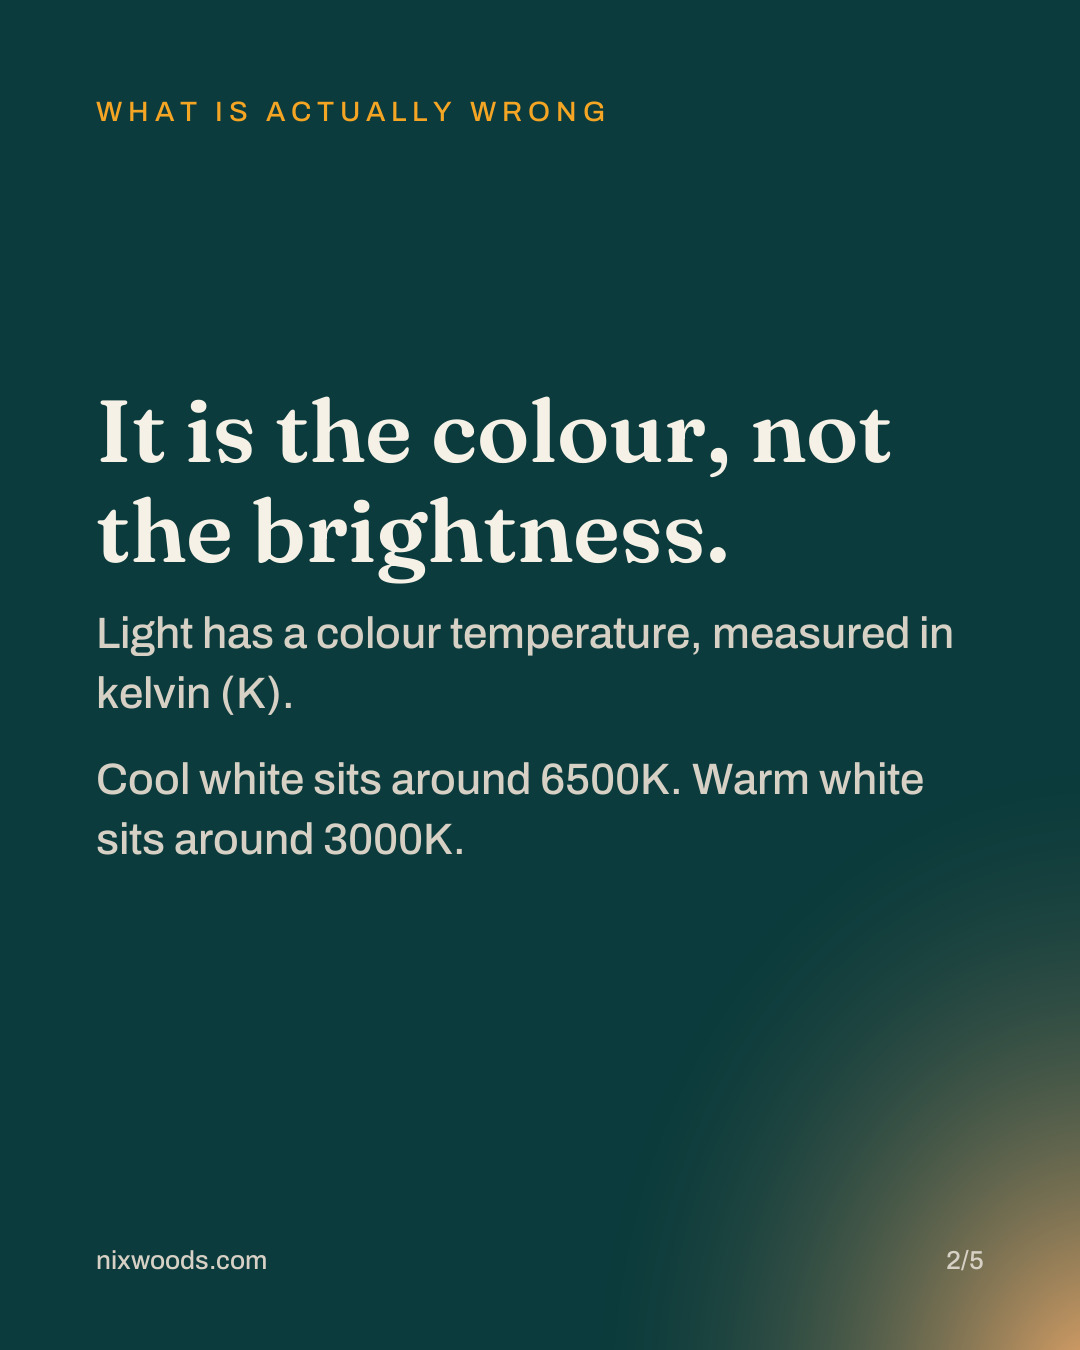 WHAT IS ACTUALLY WRONG
It is the colour, not
the brightness.
Light has a colour temperature, measured in
kelvin (K).
Cool white sits around 6500K. Warm white
sits around 3000K.
nixwoods.com
2/5